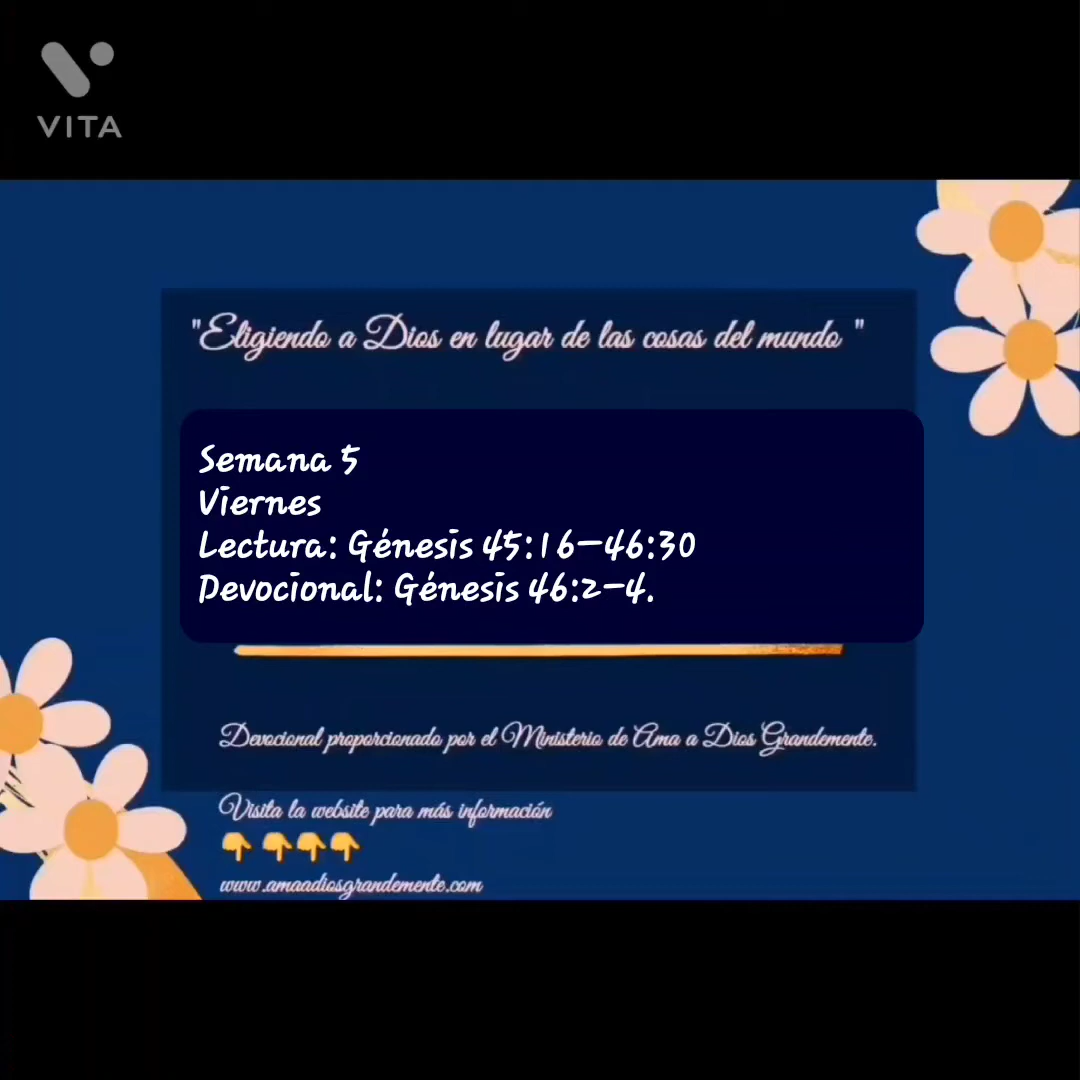 VITA
"Eligiendo a Dios en lugar de las cosas del mundo "
Semana 5
Viernes
Lectura: Génesis 45:16-46:30
Devocional: Génesis 46:2-4.
Devocional proporcionado por el Ministerio de Ama a Dios Grandemente.
Visita la website para más información
👇 👇👇👇
www.amaadiosgrandemente.com